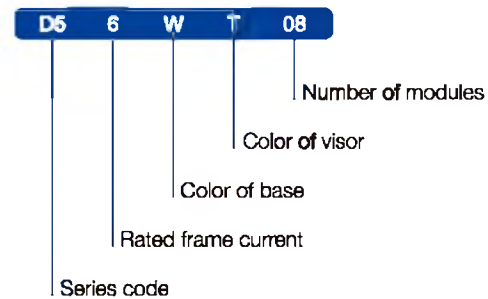 D5 6 W T 08
Number of modules
Color of visor
Color of base
Rated frame current
Series code